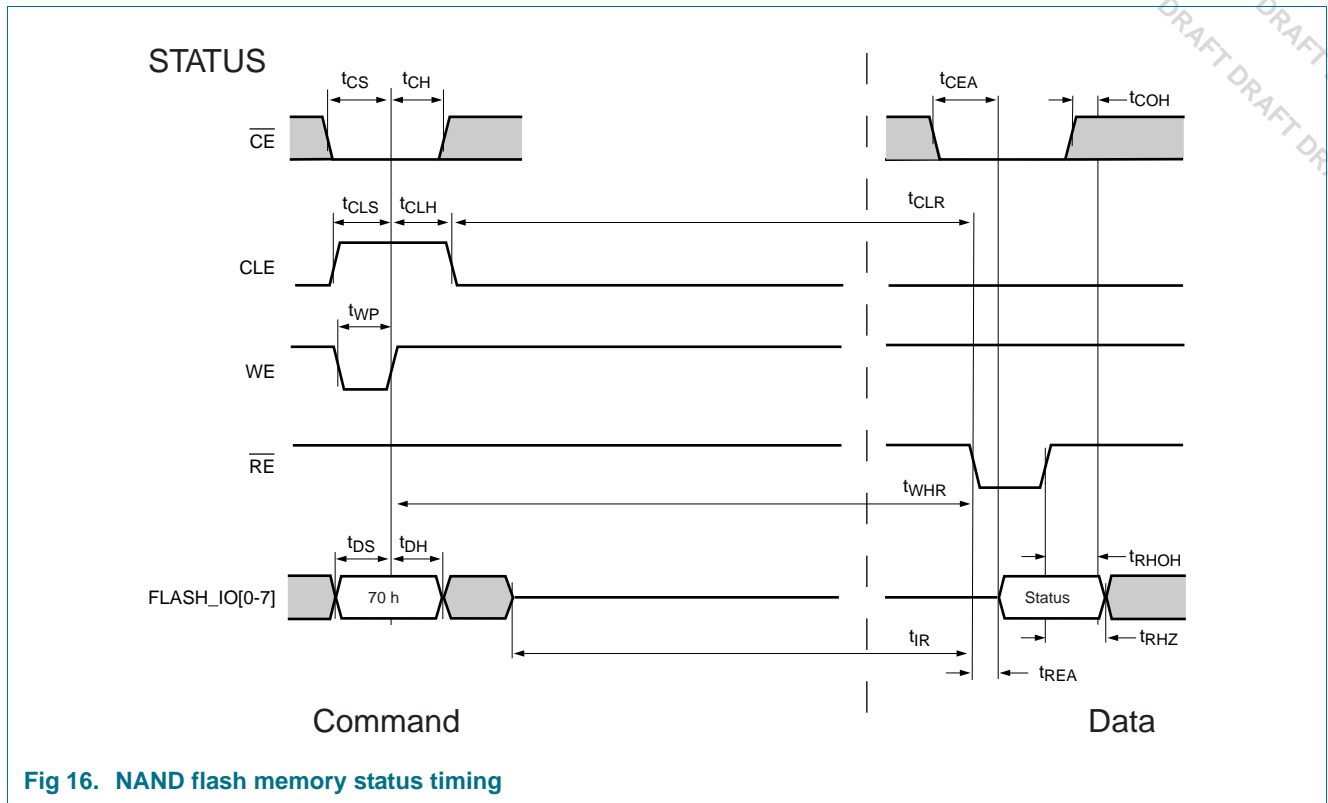 DRAFT DRAFT DRA
DRAFT
STATUS
tCS tCH
tCEA
tCOH
CE
tCLS tCLH
tCLR
CLE
tWP
WE
RE
tWHR
tDS tDH
tRHOH
FLASH_IO[0-7] 70 h Status
tIR
tRHZ
tREA
Command Data
Fig 16. NAND flash memory status timing